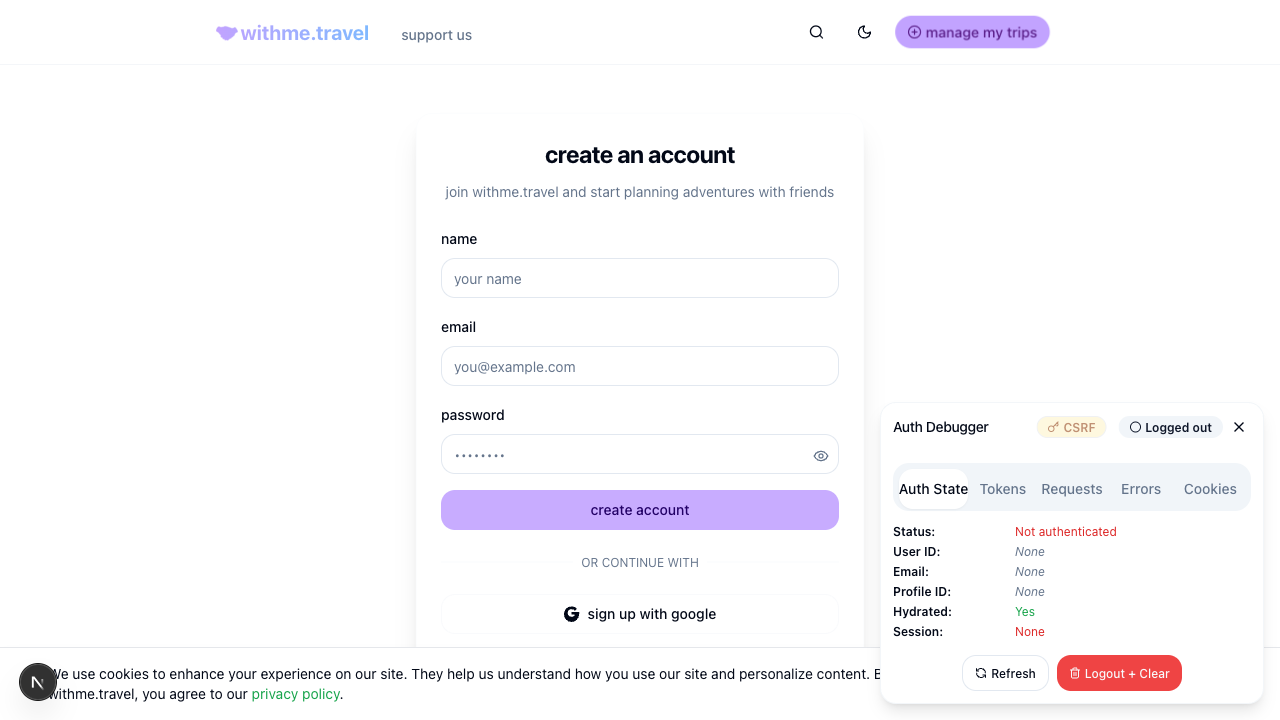 withme.travel
support us
manage my trips
create an account
join withme.travel and start planning adventures with friends
name
your name
email
you@example.com
password
••••••••
create account
OR CONTINUE WITH
sign up with google
Auth Debugger
CSRF
Logged out
Auth State
Tokens
Requests
Errors
Cookies
Status: Not authenticated
User ID: None
Email: None
Profile ID: None
Hydrated: Yes
Session: None
Refresh
Logout + Clear
We use cookies to enhance your experience on our site. They help us understand how you use our site and personalize content.
withme.travel, you agree to our privacy policy.
N